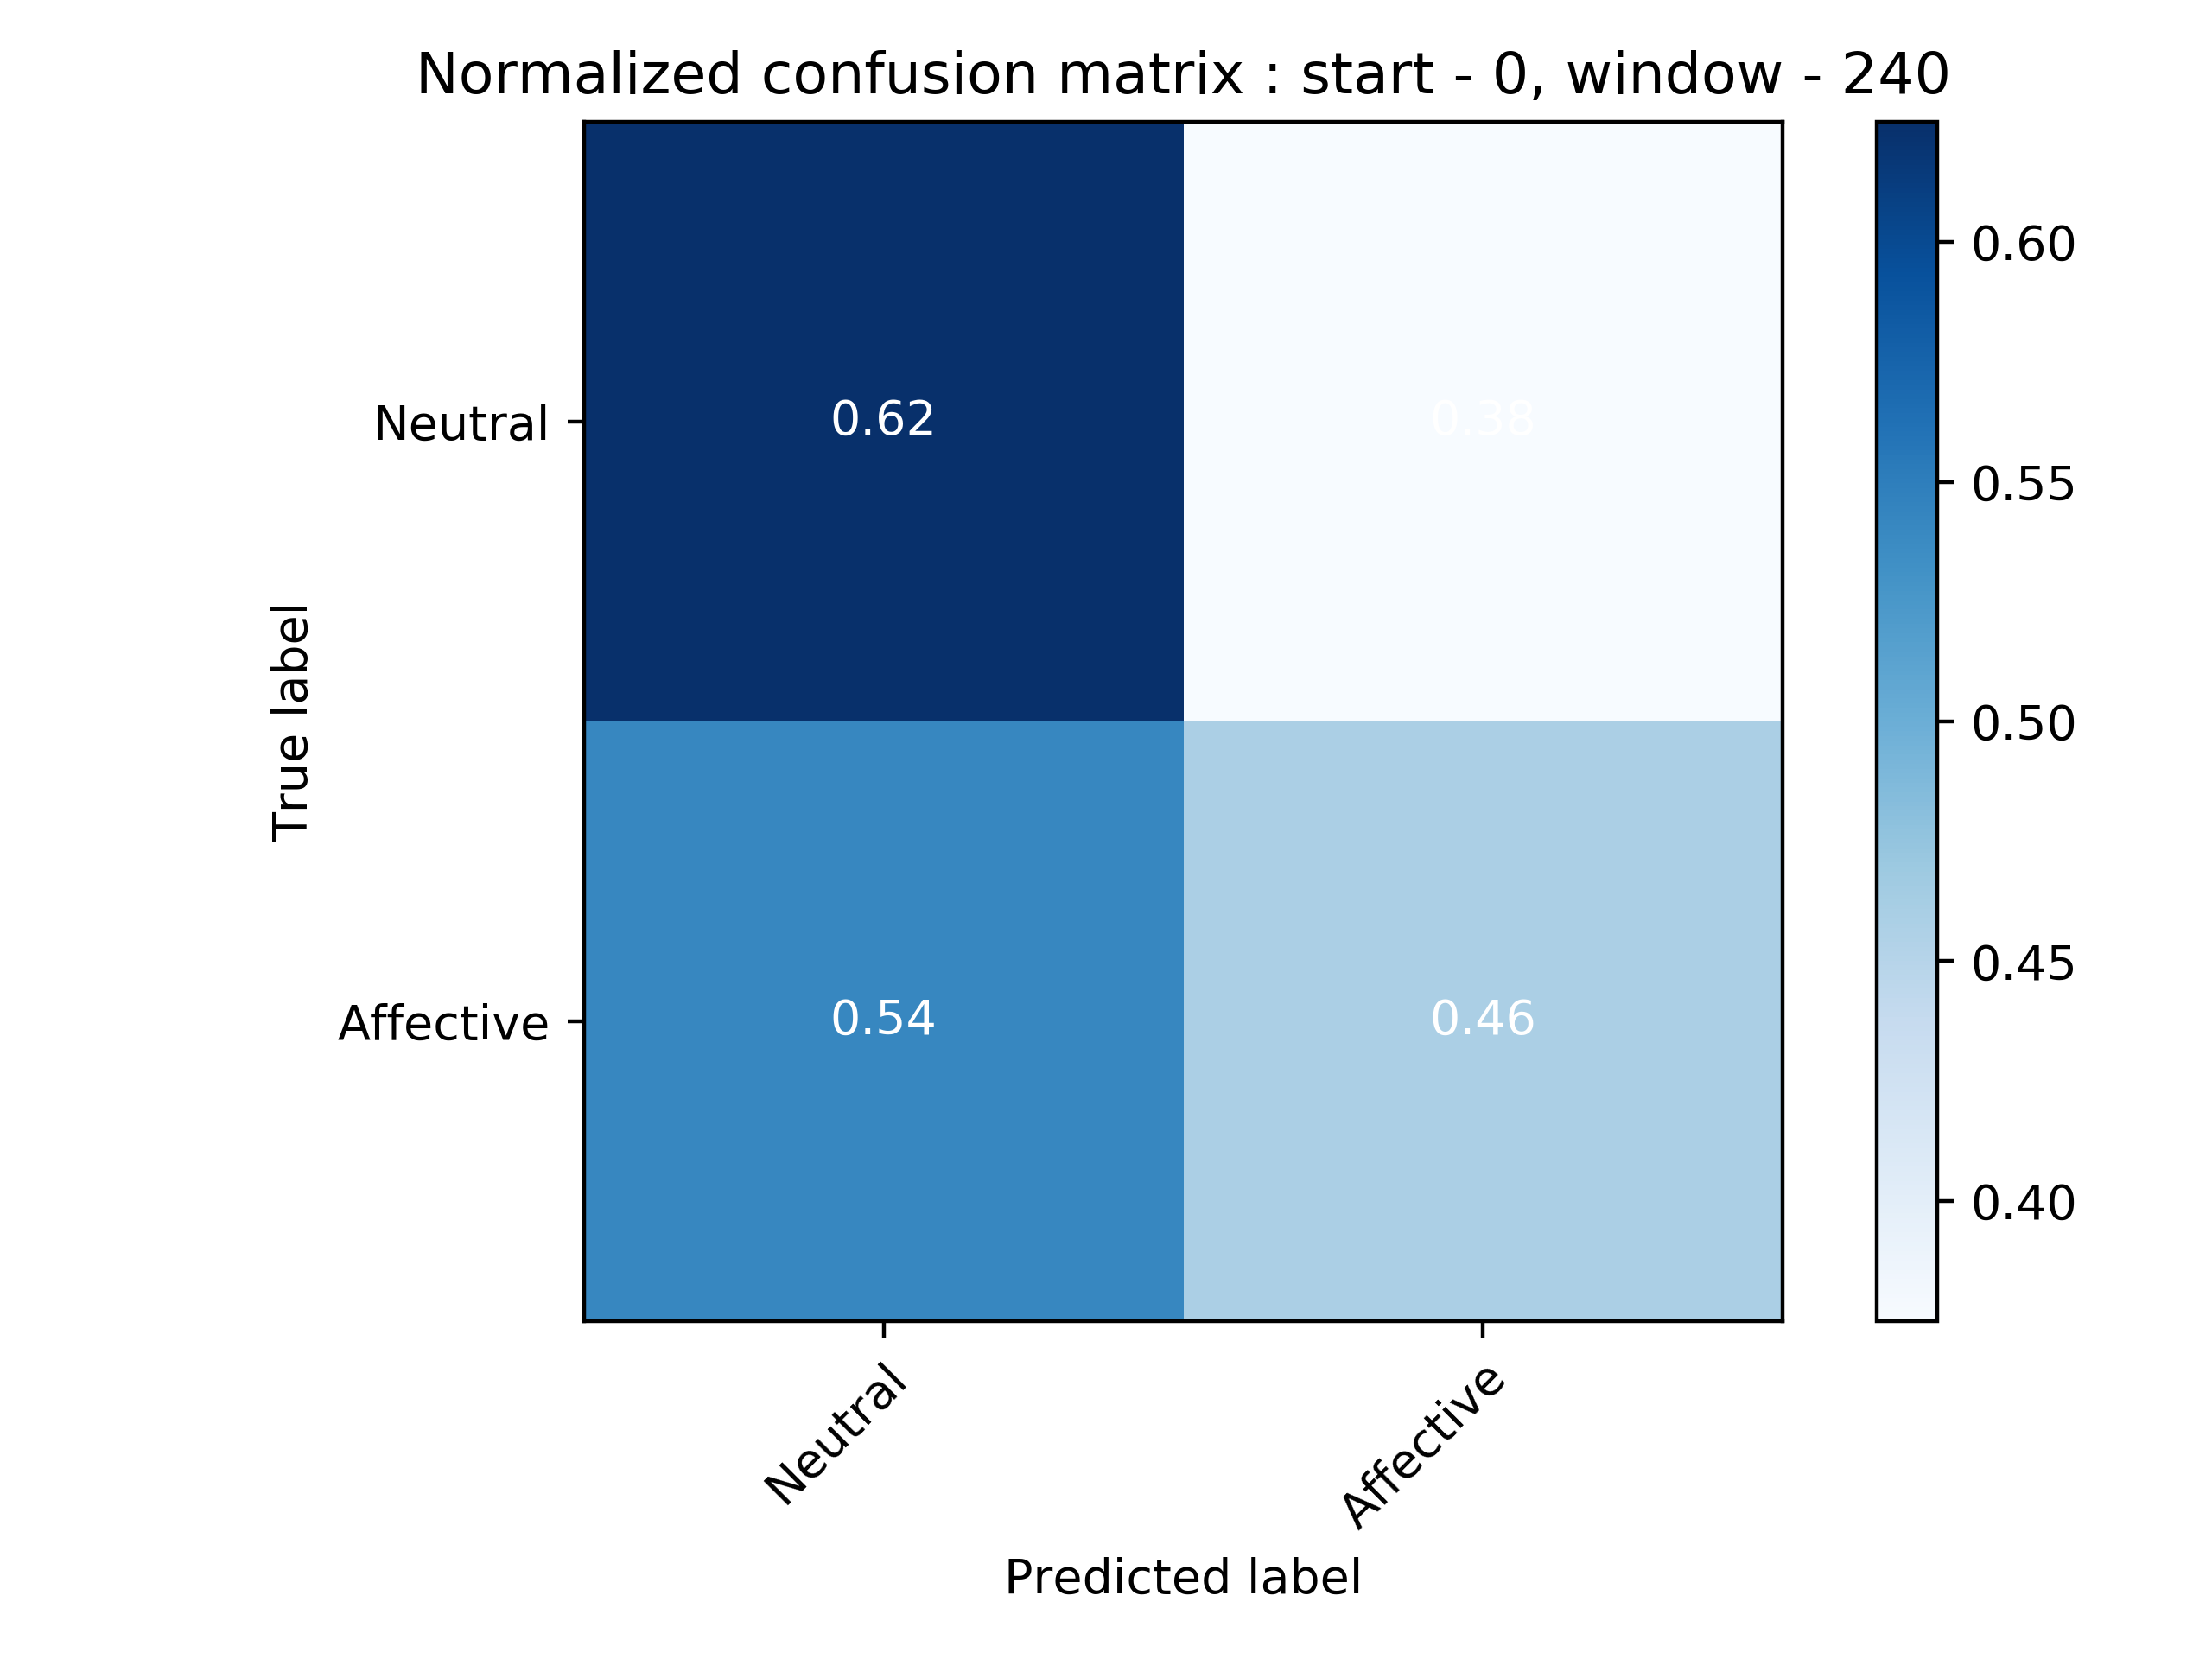 Normalized confusion matrix : start - 0, window - 240
True label
Neutral
0.62
0.38
Affective
0.54
0.46
Neutral
Affective
Predicted label
0.60
0.55
0.50
0.45
0.40